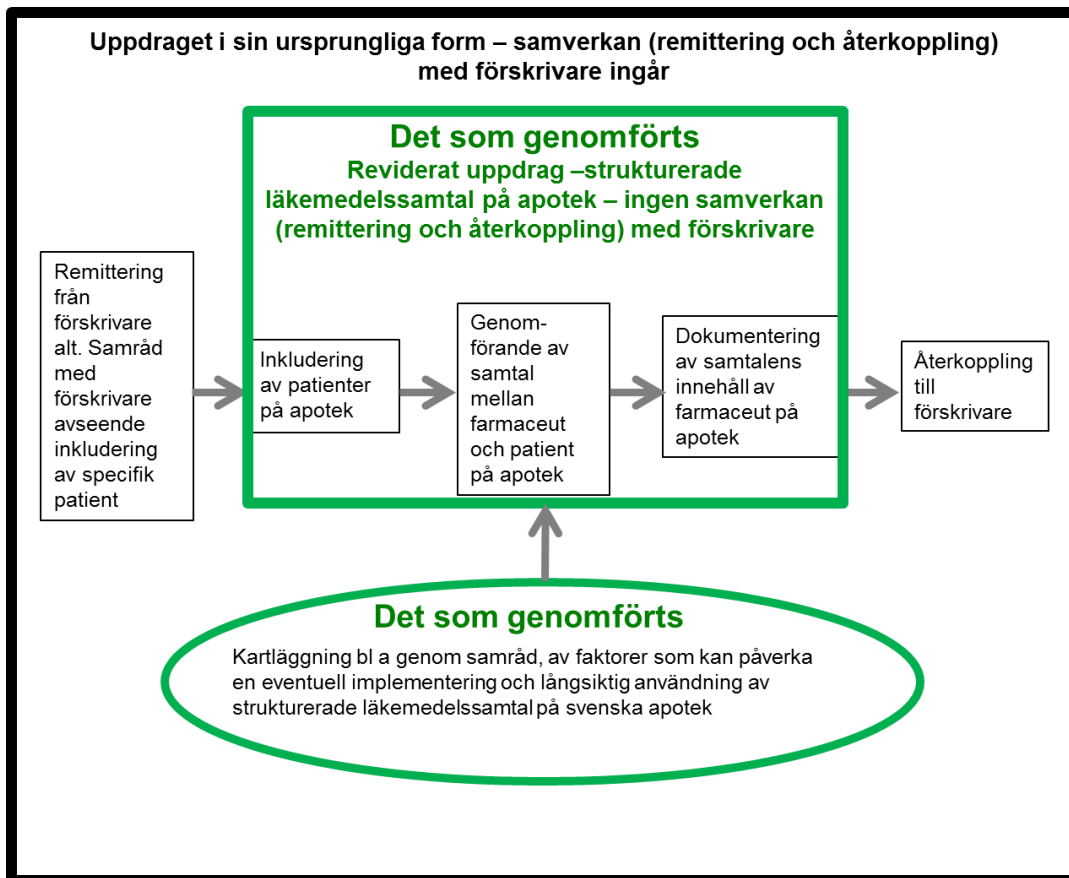 Uppdraget i sin ursprungliga form – samverkan (remittering och återkoppling)
med förskrivare ingår
Det som genomförts
Reviderat uppdrag –strukturerade
läkemedelssamtal på apotek – ingen samverkan
(remittering och återkoppling) med förskrivare
Remittering
från
förskrivare
alt. Samråd
med
förskrivare
avseende
inkludering
av specifik
patient
Inkludering
av patienter
på apotek
Genom-
förande av
samtal
mellan
farmaceut
och patient
på apotek
Dokumentering
av samtalens
innehåll av
farmaceut på
apotek
Återkoppling
till
förskrivare
Det som genomförts
Kartläggning bl a genom samråd, av faktorer som kan påverka
en eventuell implementering och långsiktig användning av
strukturerade läkemedelssamtal på svenska apotek